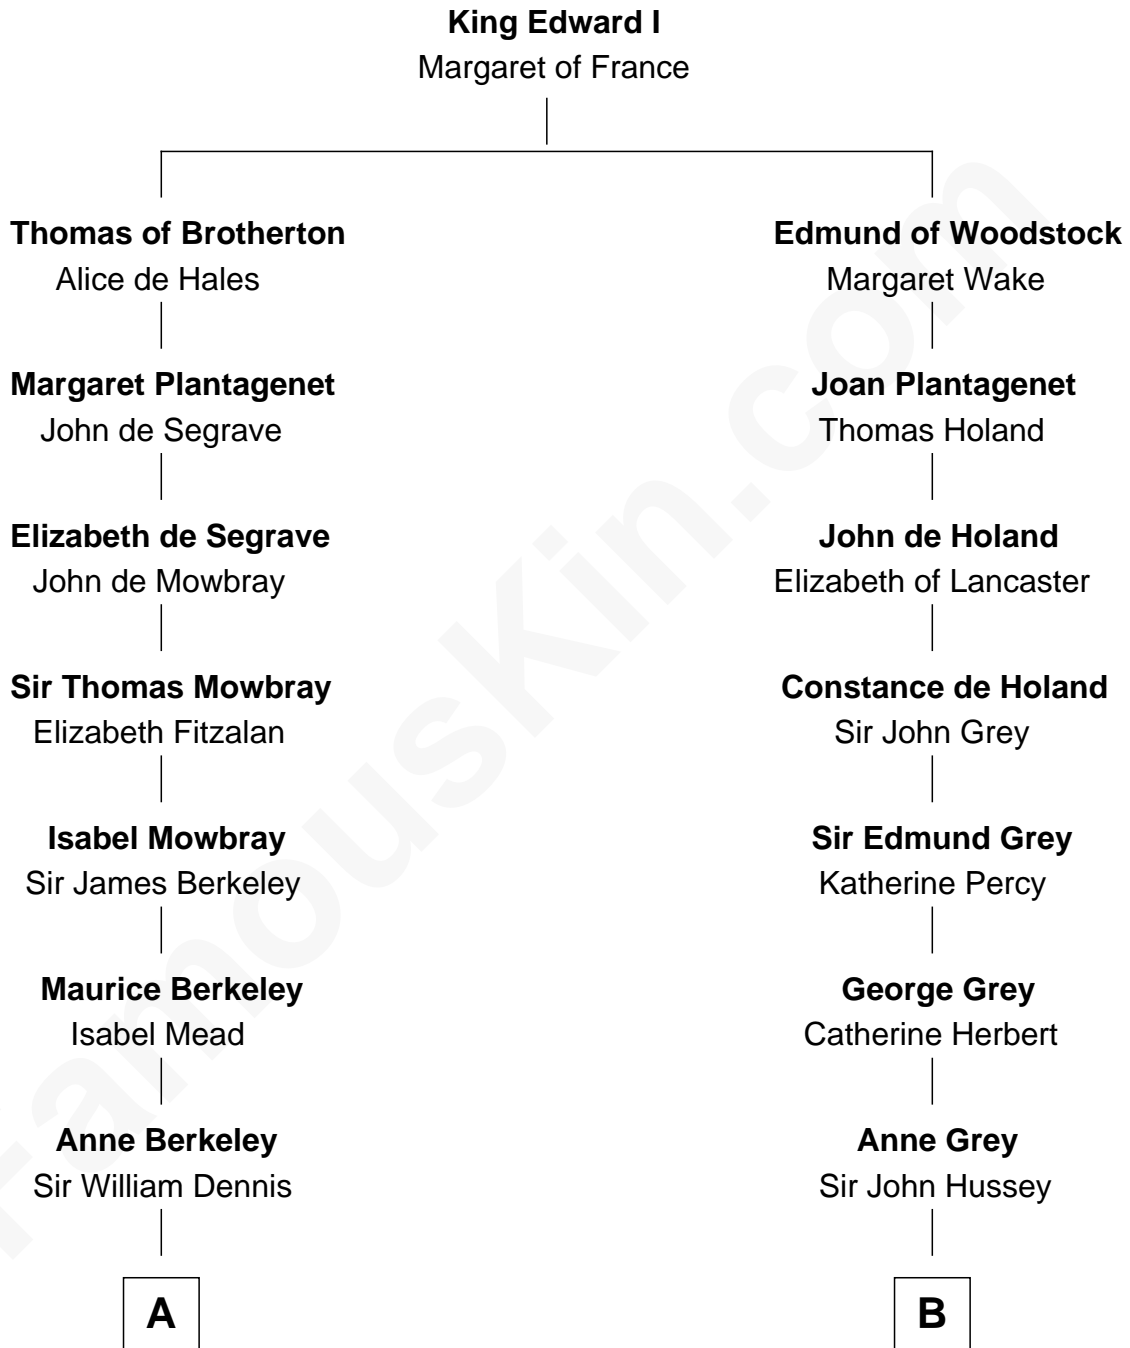 King Edward I
Margaret of France
Thomas of Brotherton
Alice de Hales
Edmund of Woodstock
Margaret Wake
Margaret Plantagenet
John de Segrave
Joan Plantagenet
Thomas Holand
Elizabeth de Segrave
John de Mowbray
John de Holand
Elizabeth of Lancaster
Sir Thomas Mowbray
Elizabeth Fitzalan
Constance de Holand
Sir John Grey
Isabel Mowbray
Sir James Berkeley
Sir Edmund Grey
Katherine Percy
Maurice Berkeley
Isabel Mead
George Grey
Catherine Herbert
Anne Berkeley
Sir William Dennis
Anne Grey
Sir John Hussey
A
B
FamousKin.com